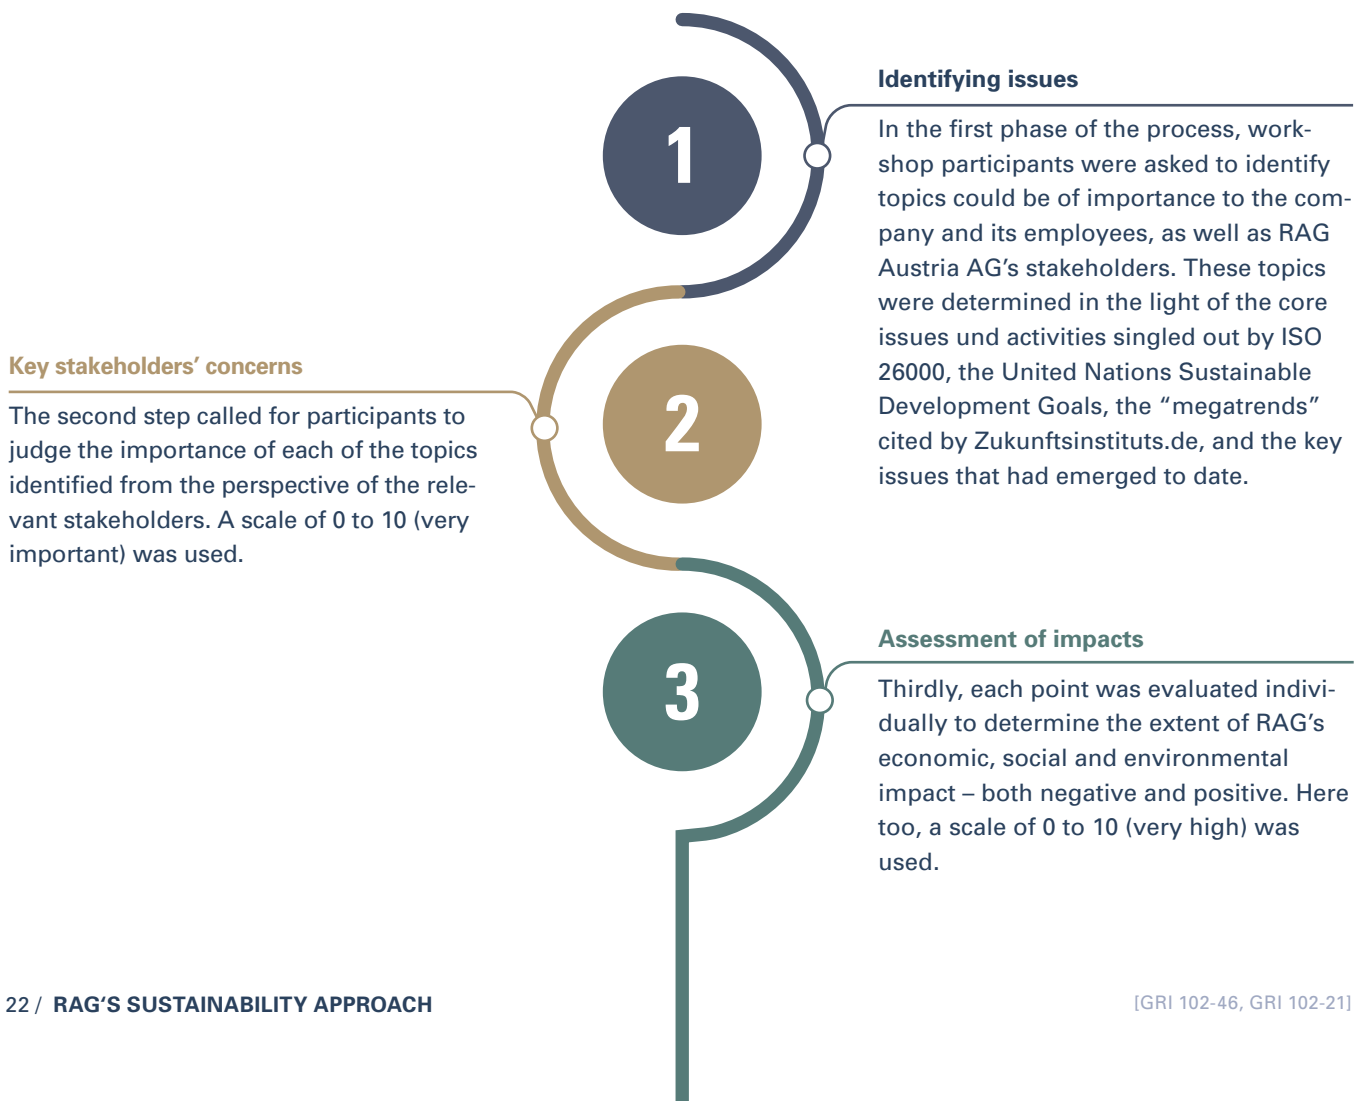 1
Identifying issues
In the first phase of the process, work-
shop participants were asked to identify
topics could be of importance to the com-
pany and its employees, as well as RAG
Austria AG’s stakeholders. These topics
were determined in the light of the core
issues und activities singled out by ISO
26000, the United Nations Sustainable
Development Goals, the “megatrends”
cited by Zukunftsinstituts.de, and the key
issues that had emerged to date.
2
Key stakeholders’ concerns
The second step called for participants to
judge the importance of each of the topics
identified from the perspective of the rele-
vant stakeholders. A scale of 0 to 10 (very
important) was used.
3
Assessment of impacts
Thirdly, each point was evaluated indivi-
dually to determine the extent of RAG’s
economic, social and environmental
impact – both negative and positive. Here
too, a scale of 0 to 10 (very high) was
used.
22 / RAG‘S SUSTAINABILITY APPROACH
[GRI 102-46, GRI 102-21]